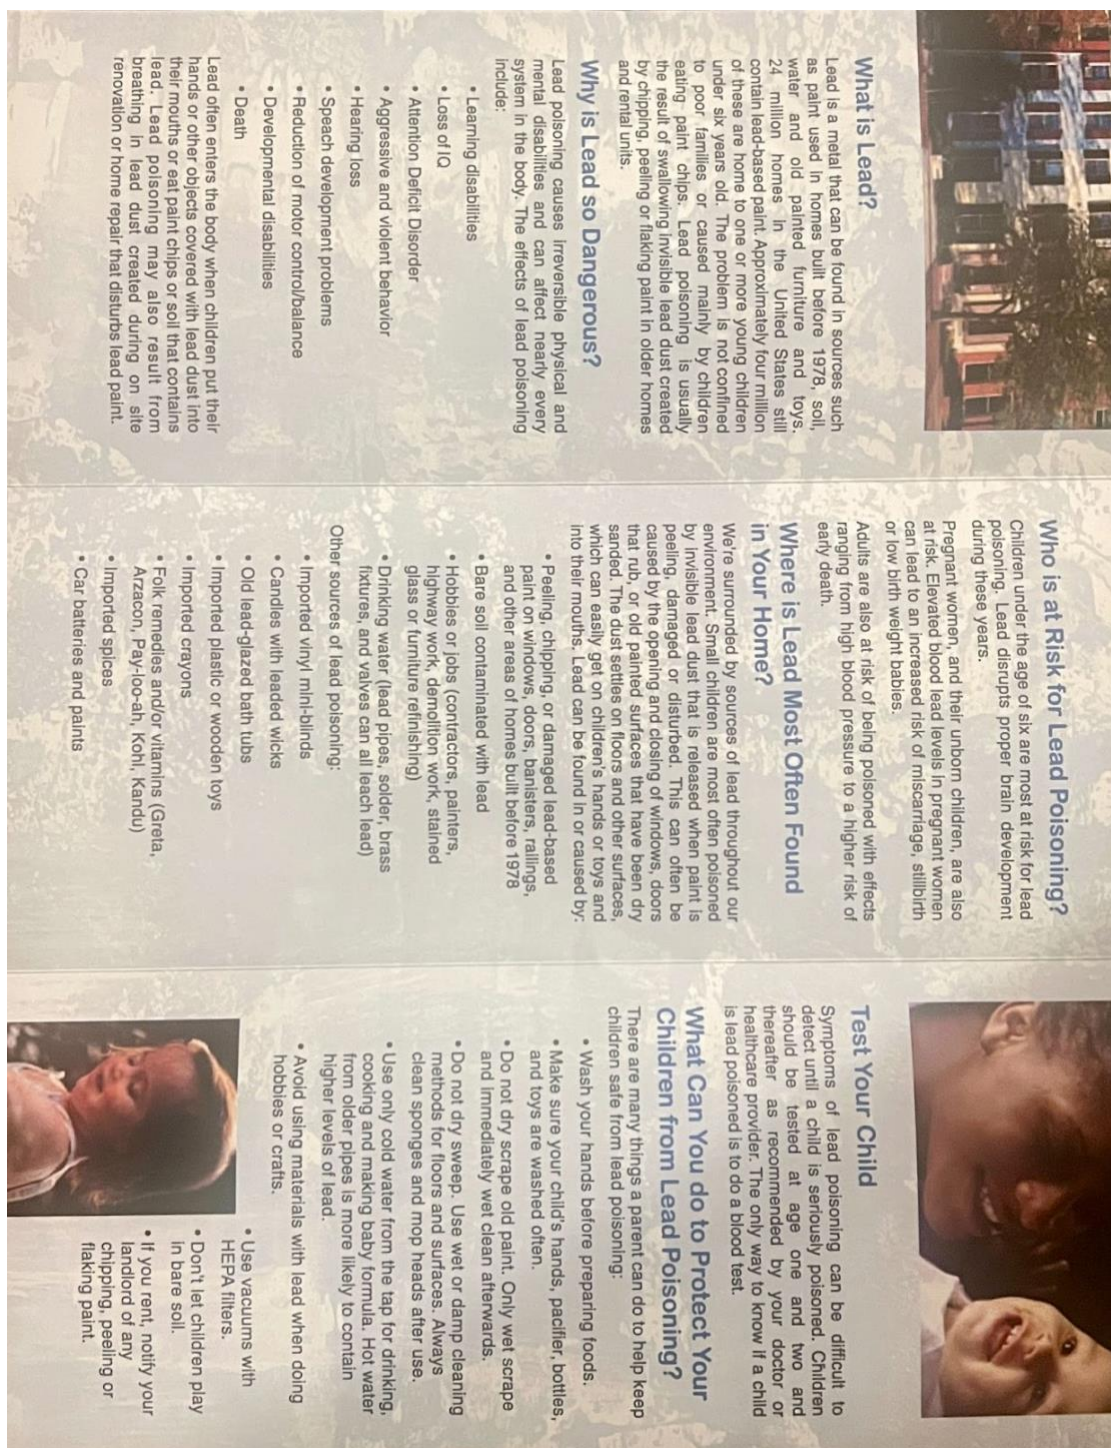 What is Lead?
Lead is a metal that can be found in sources such
as paint used in homes built before 1978, soil,
water and old painted furniture and toys.
24 million homes in the United States still
contain lead-based paint. Approximately four million
of these are home to one or more young children
under six years old. The problem is not confined
to poor families or caused mainly by children
eating paint chips. Lead poisoning is usually
the result of swallowing invisible lead dust created
by chipping, peeling or flaking paint in older homes
and rental units.
Why is Lead so Dangerous?
Lead poisoning causes irreversible physical and
mental disabilities and can affect nearly every
system in the body. The effects of lead poisoning
include:
• Learning disabilities
• Loss of IQ
• Attention Deficit Disorder
• Aggressive and violent behavior
• Hearing loss
• Speach development problems
• Reduction of motor control/balance
• Developmental disabilities
• Death
Lead often enters the body when children put their
hands or other objects covered with lead dust into
their mouths or eat paint chips or soil that contains
lead. Lead poisoning may also result from
breathing in lead dust created during on site
renovation or home repair that disturbs lead paint.
Who is at Risk for Lead Poisoning?
Children under the age of six are most at risk for lead
poisoning. Lead disrupts proper brain development
during these years.
Pregnant women, and their unborn children, are also
at risk. Elevated blood lead levels in pregnant women
can lead to an increased risk of miscarriage, stillbirth
or low birth weight babies.
Adults are also at risk of being poisoned with effects
ranging from high blood pressure to a higher risk of
early death.
Where is Lead Most Often Found
in Your Home?
We're surrounded by sources of lead throughout our
environment. Small children are most often poisoned
by invisible lead dust that is released when paint is
peeling, damaged or disturbed. This can often be
caused by the opening and closing of windows, doors
that rub, or old painted surfaces that have been dry
sanded. The dust settles on floors and other surfaces,
which can easily get on children's hands or toys and
into their mouths. Lead can be found in or caused by:
• Peeling, chipping, or damaged lead-based
paint on windows, doors, banisters, railings,
and other areas of homes built before 1978
• Bare soil contaminated with lead
• Hobbies or jobs (contractors, painters,
highway work, demolition work, stained
glass or furniture refinishing)
• Drinking water (lead pipes, solder, brass
fixtures, and valves can all leach lead)
Other sources of lead poisoning:
• Imported vinyl mini-blinds
• Candles with leaded wicks
• Old lead-glazed bath tubs
• Imported plastic or wooden toys
• Imported crayons
• Folk remedies and/or vitamins (Greta,
Arzacon, Pay-loo-ah, Kohl, Kandu)
• Imported spices
• Car batteries and paints
Test Your Child
Symptoms of lead poisoning can be difficult to
detect until a child is seriously poisoned. Children
should be tested at age one and two and
thereafter as recommended by your doctor or
healthcare provider. The only way to know if a child
is lead poisoned is to do a blood test.
What Can You do to Protect Your
Children from Lead Poisoning?
There are many things a parent can do to help keep
children safe from lead poisoning:
• Wash your hands before preparing foods.
• Make sure your child's hands, pacifier, bottles,
and toys are washed often.
• Do not dry scrape old paint. Only wet scrape
and immediately wet clean afterwards.
• Do not dry sweep. Use wet or damp cleaning
methods for floors and surfaces. Always
clean sponges and mop heads after use.
• Use only cold water from the tap for drinking,
cooking and making baby formula. Hot water
from older pipes is more likely to contain
higher levels of lead.
• Avoid using materials with lead when doing
hobbies or crafts.
• Use vacuums with
HEPA filters.
• Don't let children play
in bare soil.
• If you rent, notify your
landlord of any
chipping, peeling or
flaking paint.